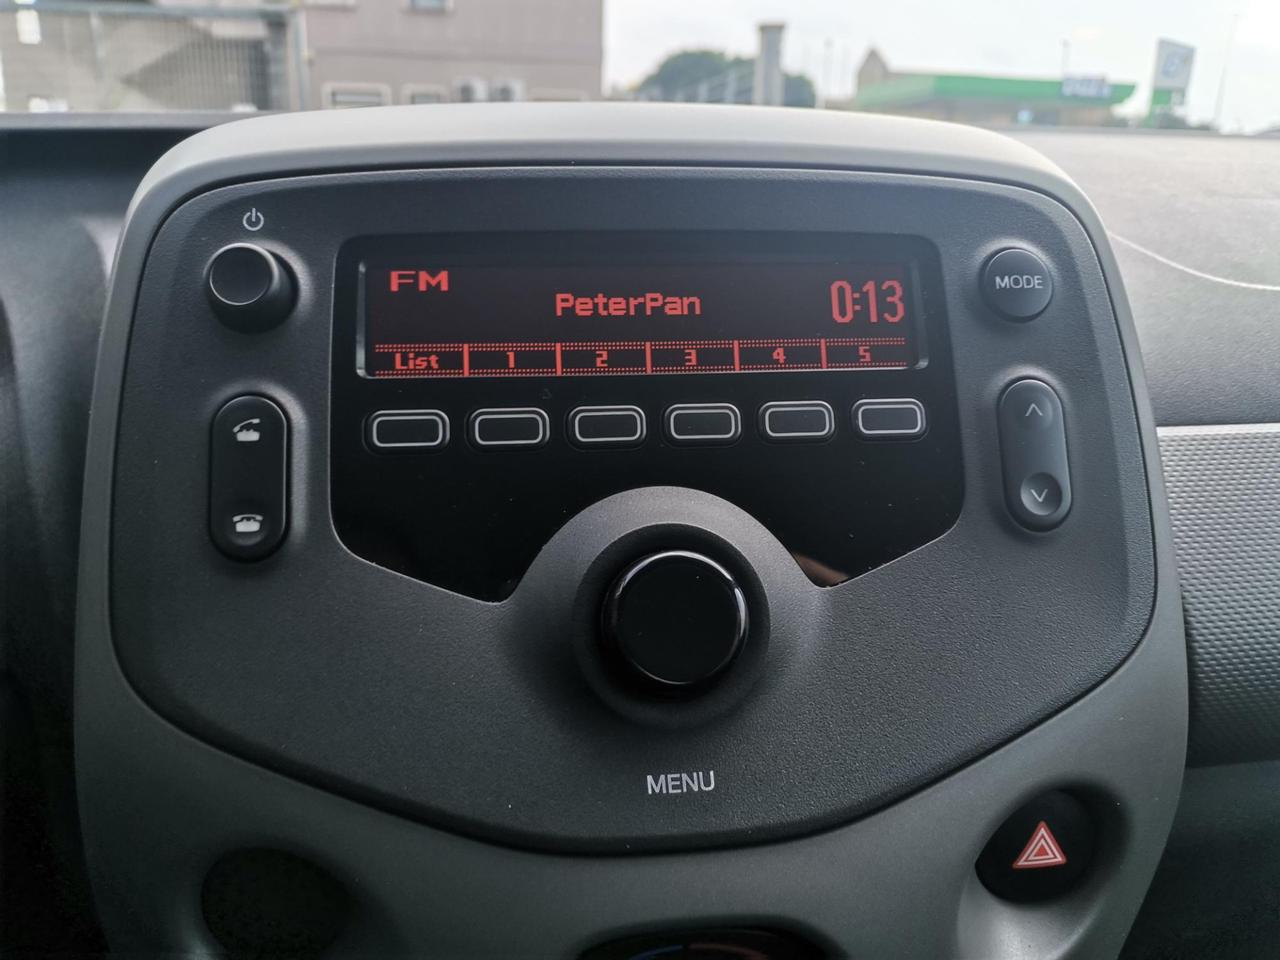 FM
PeterPan
0:13
List 1 2 3 4 5
MODE
MENU